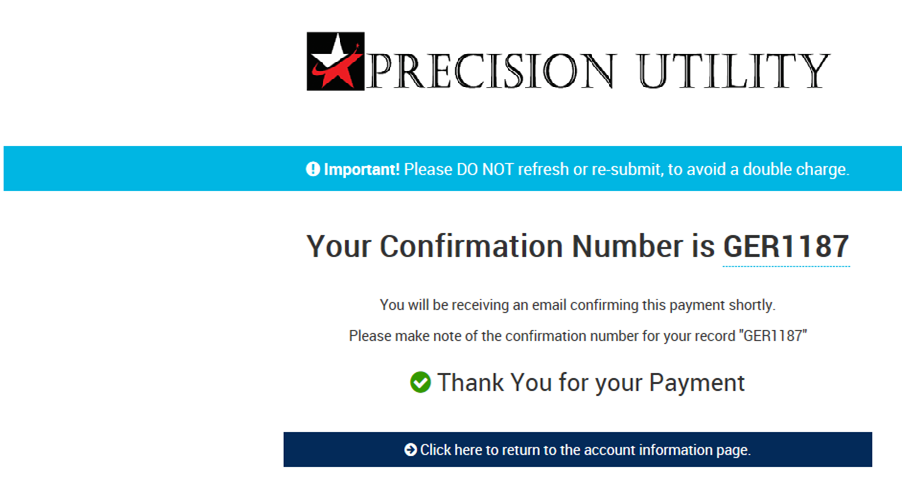 PRECISION UTILITY
Important! Please DO NOT refresh or re-submit, to avoid a double charge.
Your Confirmation Number is GER1187
You will be receiving an email confirming this payment shortly.
Please make note of the confirmation number for your record "GER1187"
Thank You for your Payment
Click here to return to the account information page.